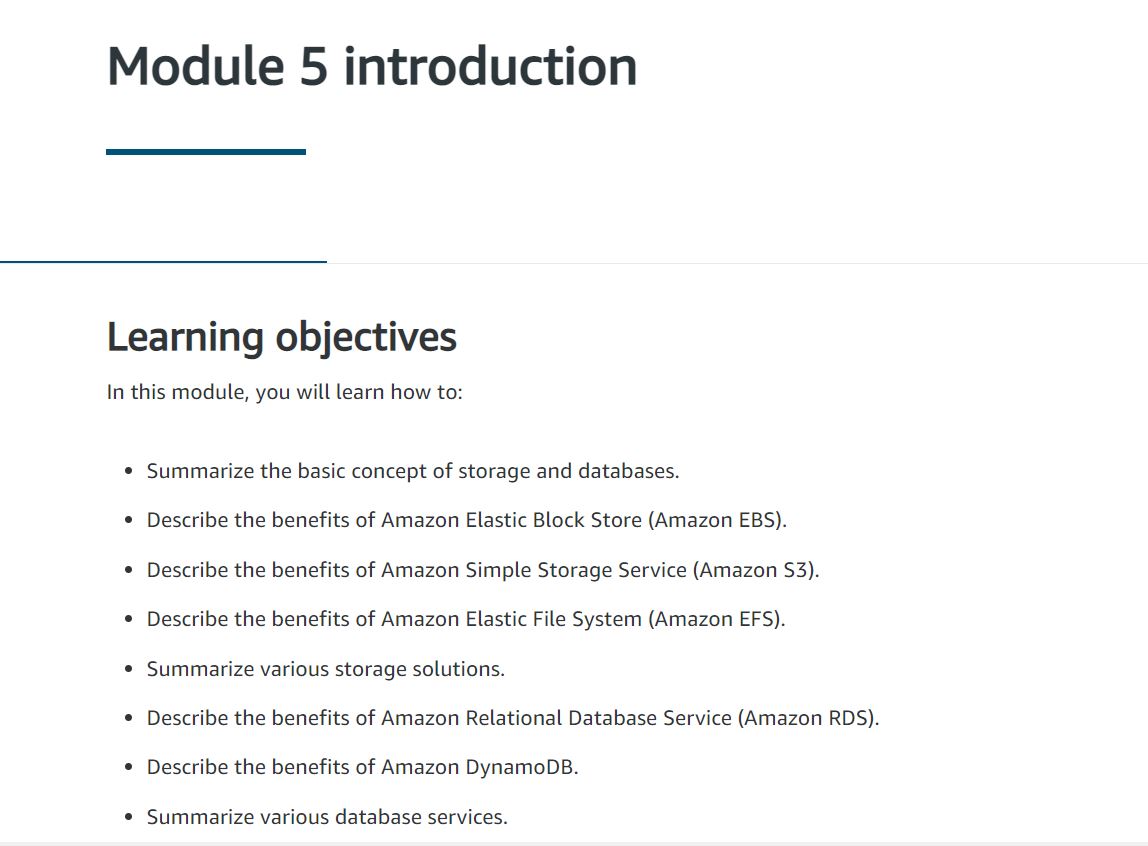 Module 5 introduction
Learning objectives
In this module, you will learn how to:
Summarize the basic concept of storage and databases.
Describe the benefits of Amazon Elastic Block Store (Amazon EBS).
Describe the benefits of Amazon Simple Storage Service (Amazon S3).
Describe the benefits of Amazon Elastic File System (Amazon EFS).
Summarize various storage solutions.
Describe the benefits of Amazon Relational Database Service (Amazon RDS).
Describe the benefits of Amazon DynamoDB.
Summarize various database services.